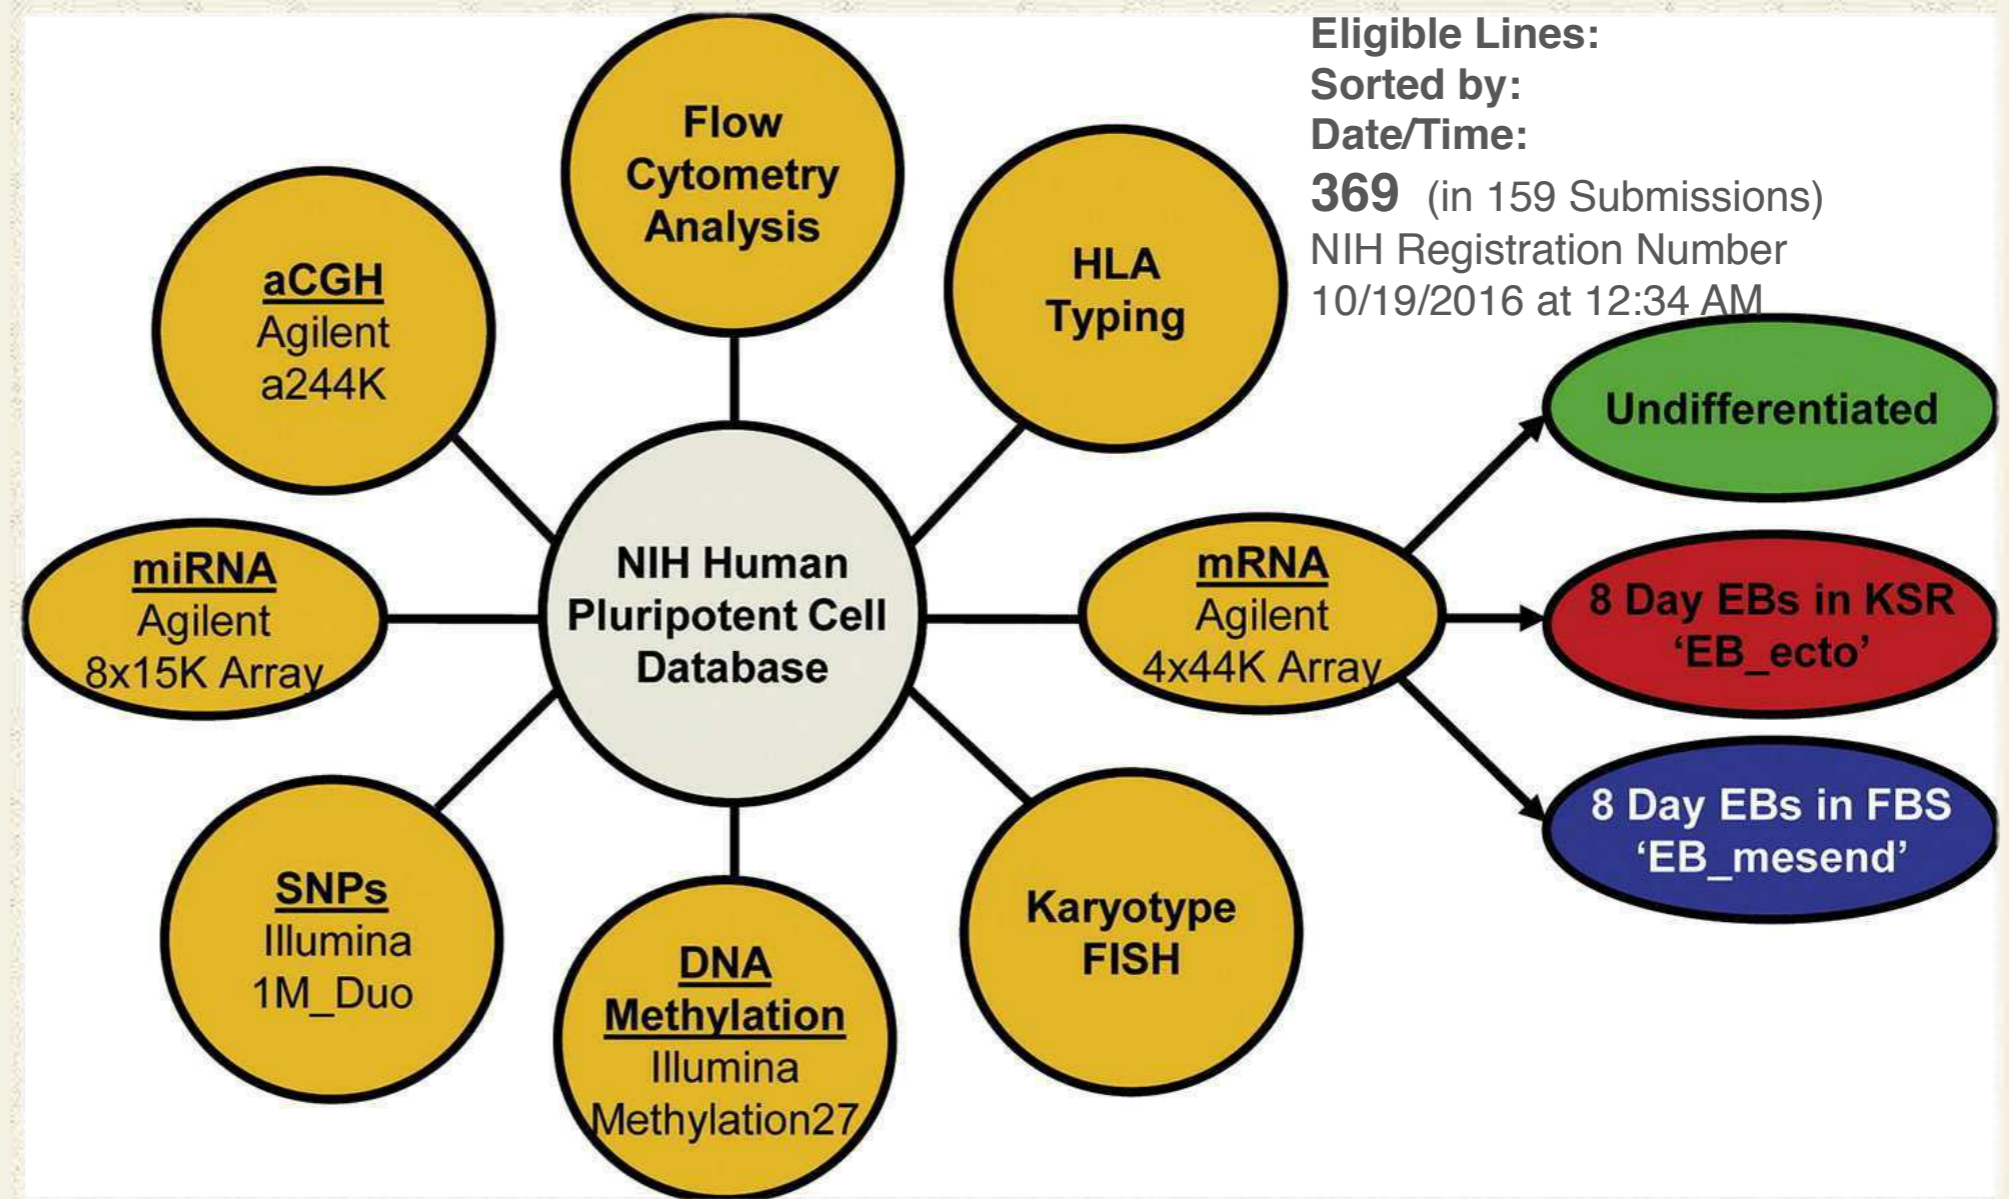 Eligible Lines:
Sorted by:
Date/Time:
369 (in 159 Submissions)
NIH Registration Number
10/19/2016 at 12:34 AM
Flow
Cytometry
Analysis
HLA
Typing
aCGH
Agilent
a244K
miRNA
Agilent
8x15K Array
NIH Human
Pluripotent Cell
Database
mRNA
Agilent
4x44K Array
Undifferentiated
8 Day EBs in KSR
‘EB_ecto’
8 Day EBs in FBS
‘EB_mesend’
SNPs
Illumina
1M_Duo
DNA
Methylation
Illumina
Methylation27
Karyotype
FISH